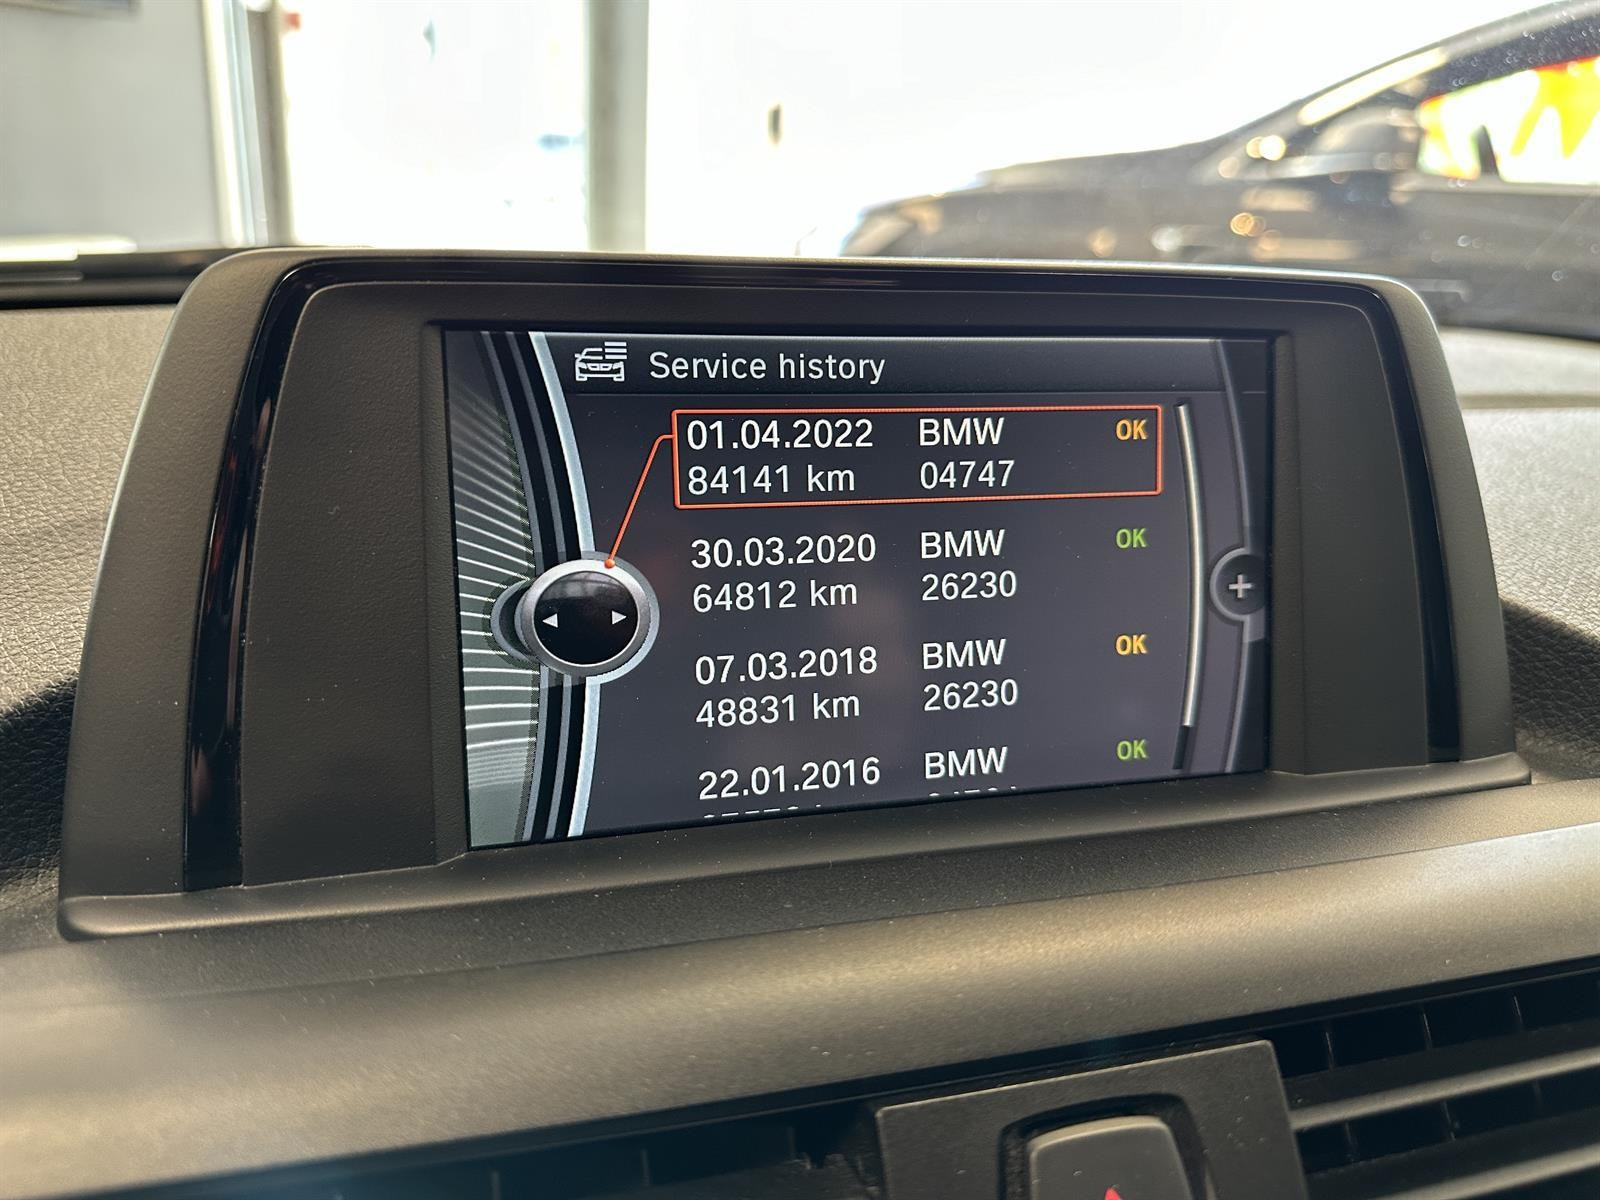 Service history
01.04.2022 BMW OK
84141 km 04747
30.03.2020 BMW OK
64812 km 26230
07.03.2018 BMW OK
48831 km 26230
22.01.2016 BMW OK